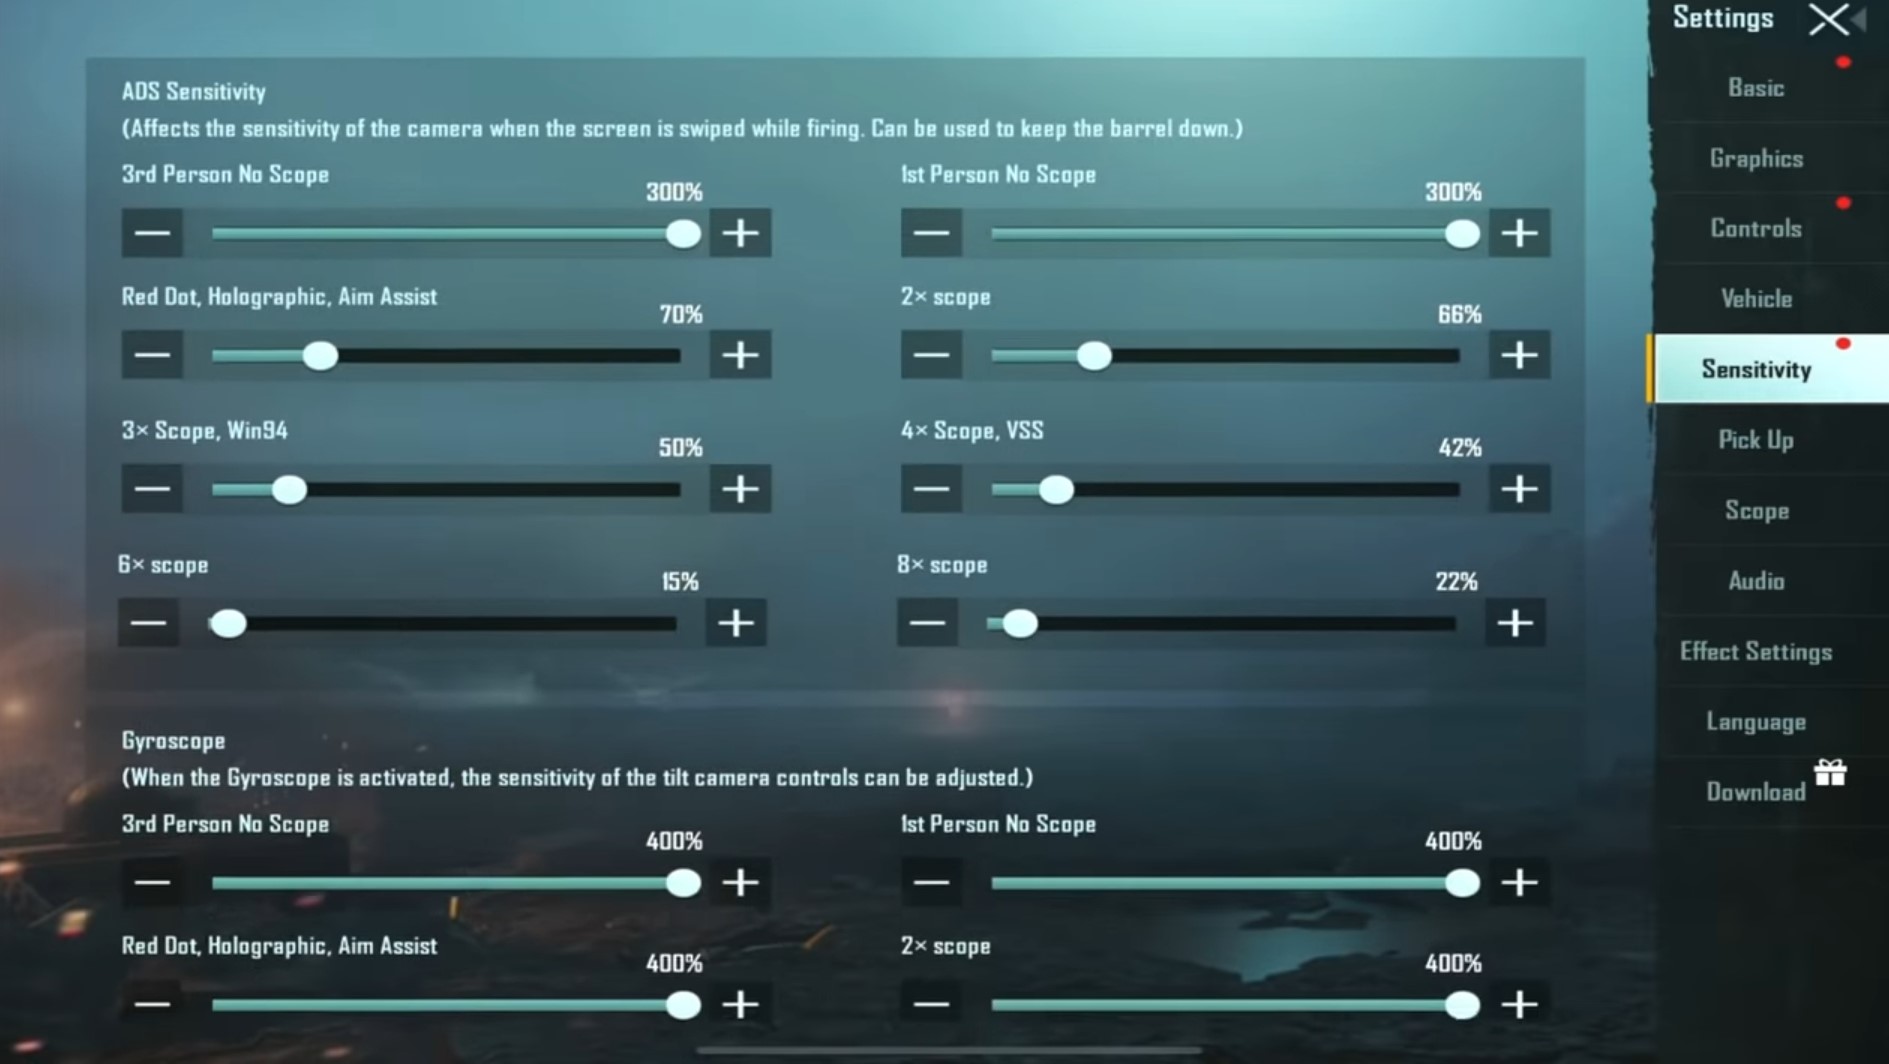 Settings
ADS Sensitivity
(Affects the sensitivity of the camera when the screen is swiped while firing. Can be used to keep the barrel down.)
3rd Person No Scope
300%
1st Person No Scope
300%
Red Dot, Holographic, Aim Assist
70%
2× scope
66%
3× Scope, Win94
50%
4× Scope, VSS
42%
6× scope
15%
8× scope
22%
Gyroscope
(When the Gyroscope is activated, the sensitivity of the tilt camera controls can be adjusted.)
3rd Person No Scope
400%
1st Person No Scope
400%
Red Dot, Holographic, Aim Assist
400%
2× scope
400%
Basic
Graphics
Controls
Vehicle
Sensitivity
Pick Up
Scope
Audio
Effect Settings
Language
Download